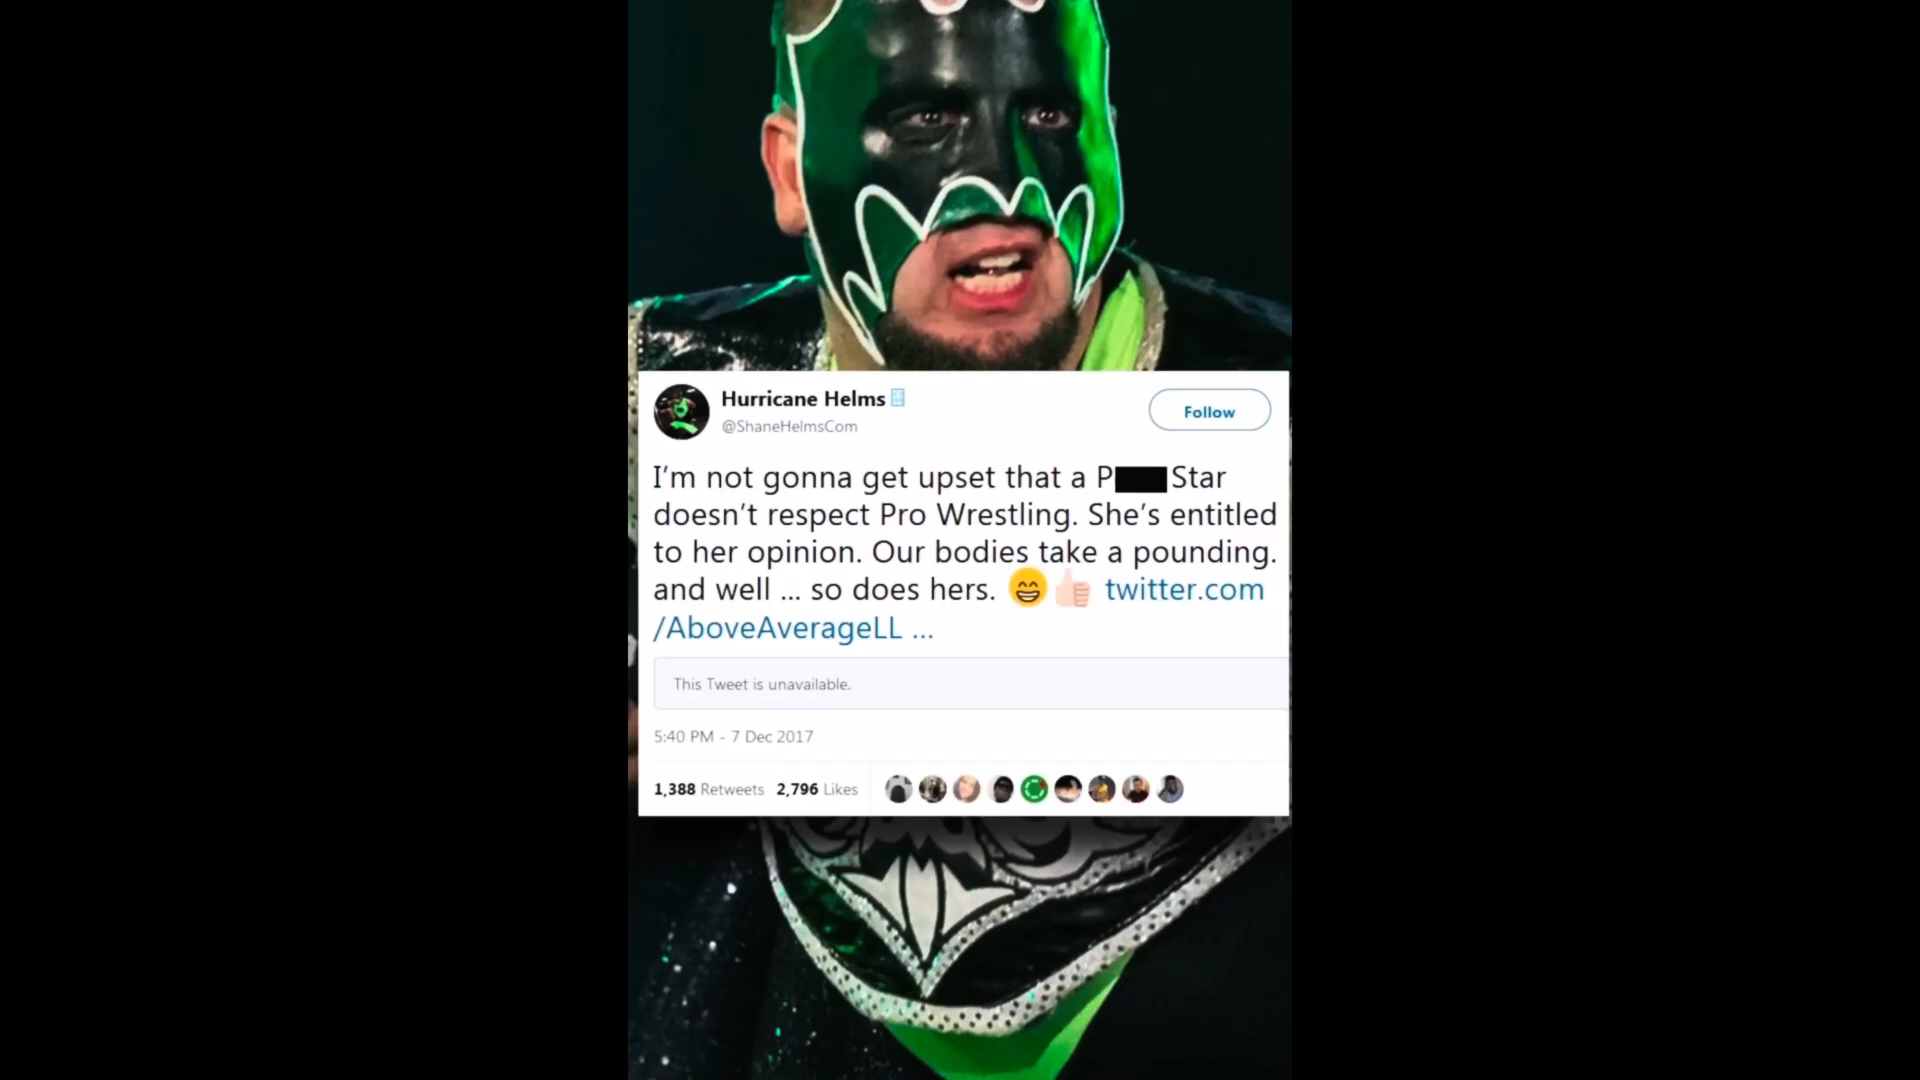 Hurricane Helms
@ShaneHelmsCom
Follow
I'm not gonna get upset that a P Star
doesn't respect Pro Wrestling. She's entitled
to her opinion. Our bodies take a pounding.
and well ... so does hers. 😁👍🏻 twitter.com
/AboveAverageLL ...
This Tweet is unavailable.
5:40 PM - 7 Dec 2017
1,388 Retweets 2,796 Likes